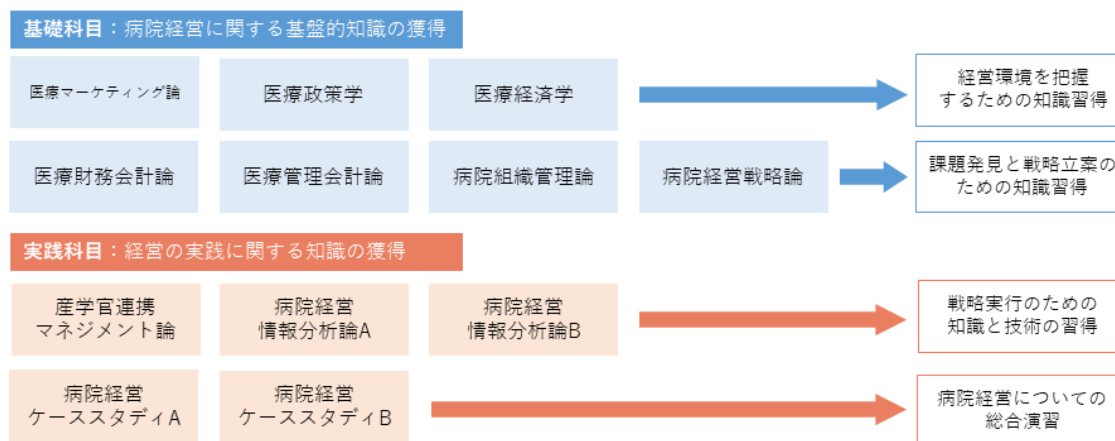 基礎科目：病院経営に関する基盤的知識の獲得
医療マーケティング論
医療政策学
医療経済学
経営環境を把握
するための知識習得
医療財務会計論
医療管理会計論
病院組織管理論
病院経営戦略論
課題発見と戦略立案の
ための知識習得
実践科目：経営の実践に関する知識の獲得
産学官連携
マネジメント論
病院経営
情報分析論A
病院経営
情報分析論B
戦略実行のための
知識と技術の習得
病院経営
ケーススタディA
病院経営
ケーススタディB
病院経営についての
総合演習